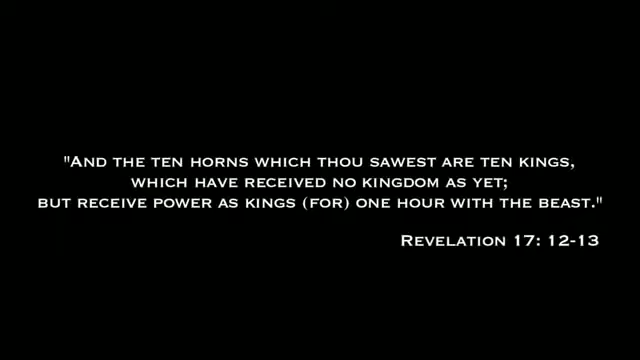 "And the ten horns which thou sawest are ten kings,
which have received no kingdom as yet;
but receive power as kings (for) one hour with the beast."
Revelation 17: 12-13